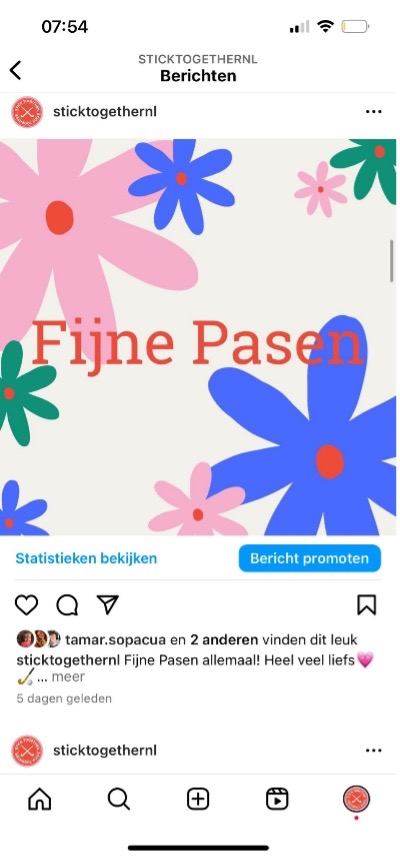 07:54
STICKTOGETHERNL
Berichten
sticktogethernl
Fijne Pasen
Statistieken bekijken
Bericht promoten
tamar.sopacua en 2 anderen vinden dit leuk
sticktogethernl Fijne Pasen allemaal! Heel veel liefs💗
🏑 ... meer
5 dagen geleden
sticktogethernl